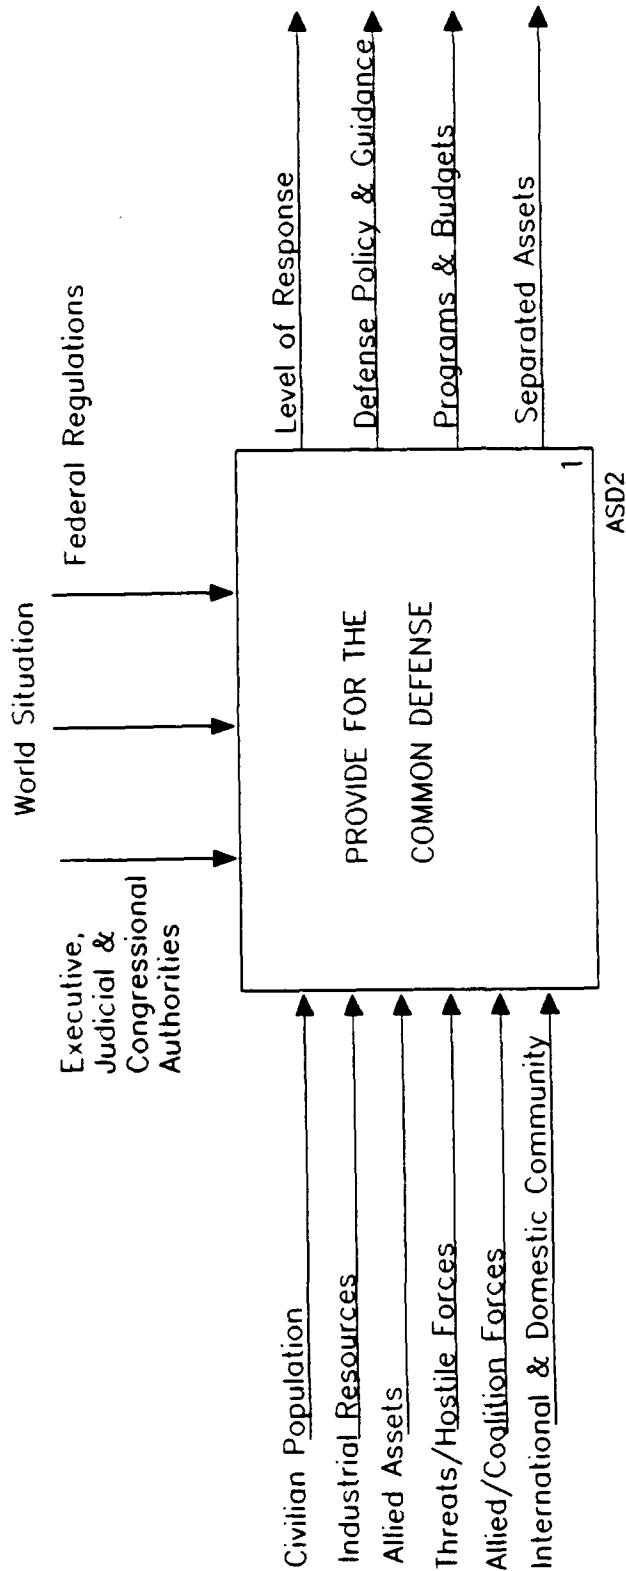 World Situation
Executive,
Judicial &
Congressional
Authorities
Federal Regulations
Civilian Population
Industrial Resources
Allied Assets
Threats/Hostile Forces
Allied/Coalition Forces
International & Domestic Community
PROVIDE FOR THE
COMMON DEFENSE
1
ASD2
Level of Response
Defense Policy & Guidance
Programs & Budgets
Separated Assets